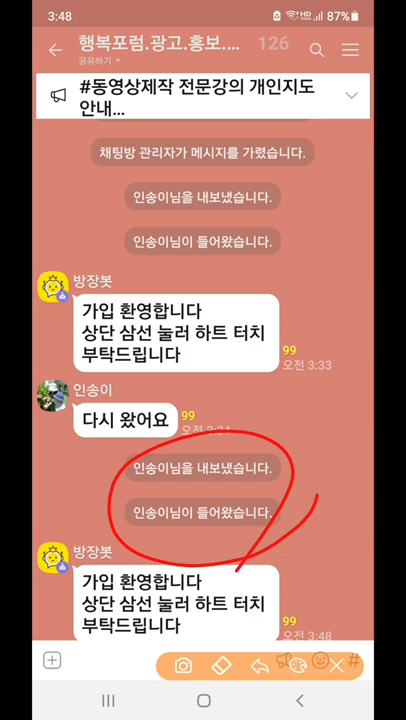 3:48
87%
행복포럼.광고.홍보.... 126
공유하기
#동영상제작 전문강의 개인지도
안내...
채팅방 관리자가 메시지를 가렸습니다.
인송이님을 내보냈습니다.
인송이님이 들어왔습니다.
방장봇
가입 환영합니다
상단 삼선 눌러 하트 터치
부탁드립니다
99
오전 3:33
인송이
다시 왔어요
99
오전 3:34
인송이님을 내보냈습니다.
인송이님이 들어왔습니다.
방장봇
가입 환영합니다
상단 삼선 눌러 하트 터치
부탁드립니다
99
오전 3:48
#